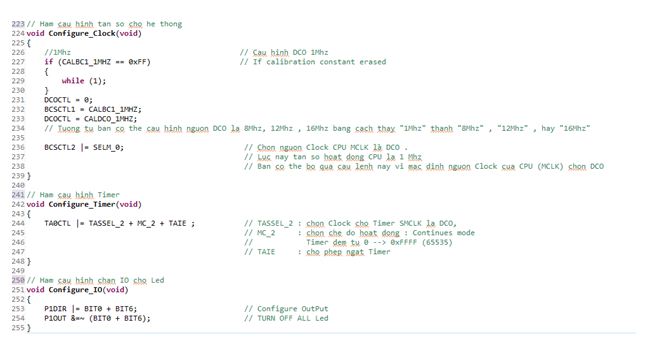 223 // Ham cau hinh tan so cho he thong
224 void Configure_Clock(void)
225 {
226 //1Mhz // Cau hinh DCO 1Mhz
227 if (CALBC1_1MHZ == 0xFF) // If calibration constant erased
228 {
229 while (1);
230 }
231 DCOCTL = 0;
232 BCSCTL1 = CALBC1_1MHZ;
233 DCOCTL = CALDCO_1MHZ;
234 // Tuong tu ban co the cau hinh nguon DCO la 8Mhz, 12Mhz , 16Mhz bang cach thay "1Mhz" thanh "8Mhz" , "12Mhz" , hay "16Mhz"
235
236 BCSCTL2 |= SELM_0; // Chon nguon Clock CPU MCLK là DCO .
237 // Luc nay tan so hoat dong CPU la 1 Mhz
238 // Ban co the bo qua cau lenh nay vi mac dinh nguon Clock cua CPU (MCLK) chon DCO
239 }
240
241 // Ham cau hinh Timer
242 void Configure_Timer(void)
243 {
244 TA0CTL |= TASSEL_2 + MC_2 + TAIE ; // TASSEL_2 : chon Clock cho Timer SMCLK la DCO,
245 // MC_2 : chon che do hoat dong : Continues mode
246 // Timer dem tu 0 --> 0xFFFF (65535)
247 // TAIE : cho phep ngat Timer
248 }
249
250 // Ham cau hinh chan IO cho Led
251 void Configure_IO(void)
252 {
253 P1DIR |= BIT0 + BIT6; // Configure OutPut
254 P1OUT &=~ (BIT0 + BIT6); // TURN OFF ALL Led
255 }